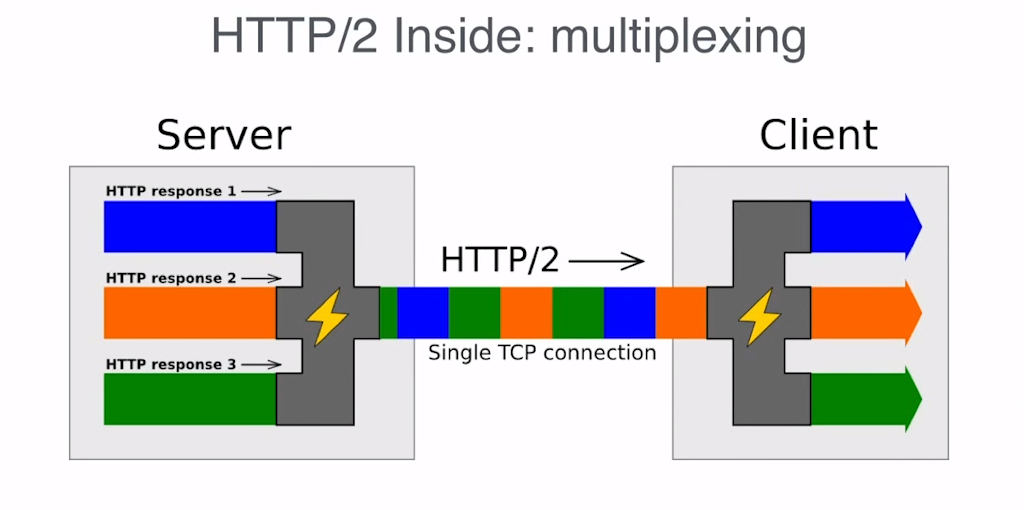 HTTP/2 Inside: multiplexing
Server
Client
HTTP response 1
HTTP response 2
HTTP response 3
HTTP/2
Single TCP connection